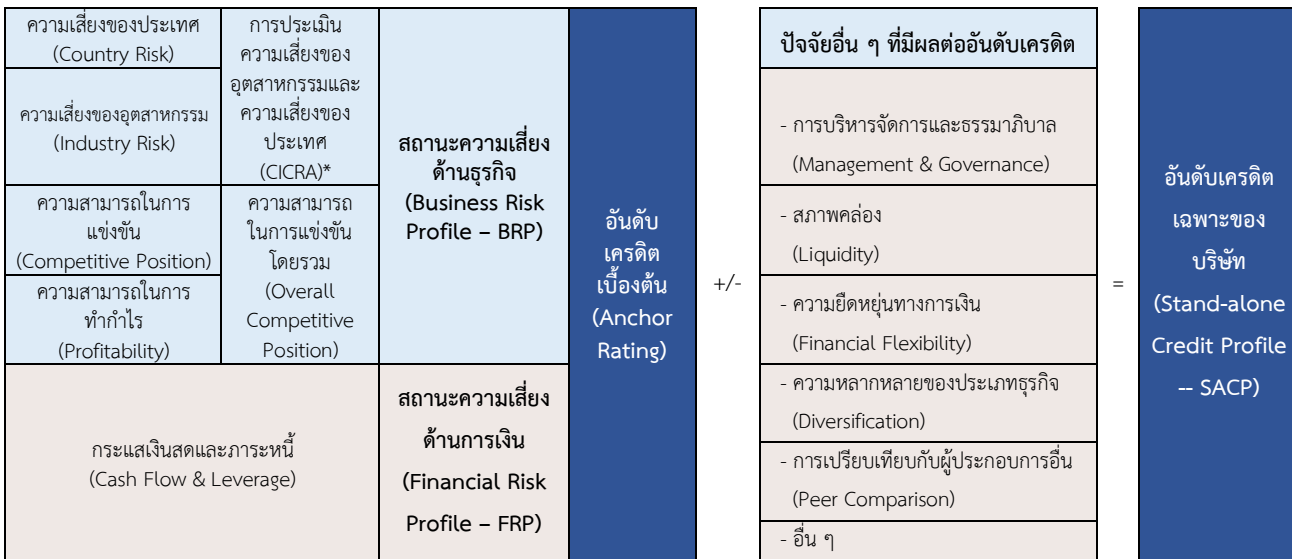 ความเสี่ยงของประเทศ
(Country Risk)
ความเสี่ยงของอุตสาหกรรม
(Industry Risk)
ความสามารถในการ
แข่งขัน
(Competitive Position)
ความสามารถในการ
ทำกำไร
(Profitability)
การประเมิน
ความเสี่ยงของ
อุตสาหกรรมและ
ความเสี่ยงของ
ประเทศ
(CICRA)*
ความสามารถ
ในการแข่งขัน
โดยรวม
(Overall
Competitive
Position)
สถานะความเสี่ยง
ด้านธุรกิจ
(Business Risk
Profile – BRP)
กระแสเงินสดและภาระหนี้
(Cash Flow & Leverage)
สถานะความเสี่ยง
ด้านการเงิน
(Financial Risk
Profile – FRP)
อันดับ
เครดิต
เบื้องต้น
(Anchor
Rating)
+/-
ปัจจัยอื่น ๆ ที่มีผลต่ออันดับเครดิต
- การบริหารจัดการและธรรมาภิบาล
(Management & Governance)
- สภาพคล่อง
(Liquidity)
- ความยืดหยุ่นทางการเงิน
(Financial Flexibility)
- ความหลากหลายของประเภทธุรกิจ
(Diversification)
- การเปรียบเทียบกับผู้ประกอบการอื่น
(Peer Comparison)
- อื่น ๆ
=
อันดับเครดิต
เฉพาะของ
บริษัท
(Stand-alone
Credit Profile
-- SACP)